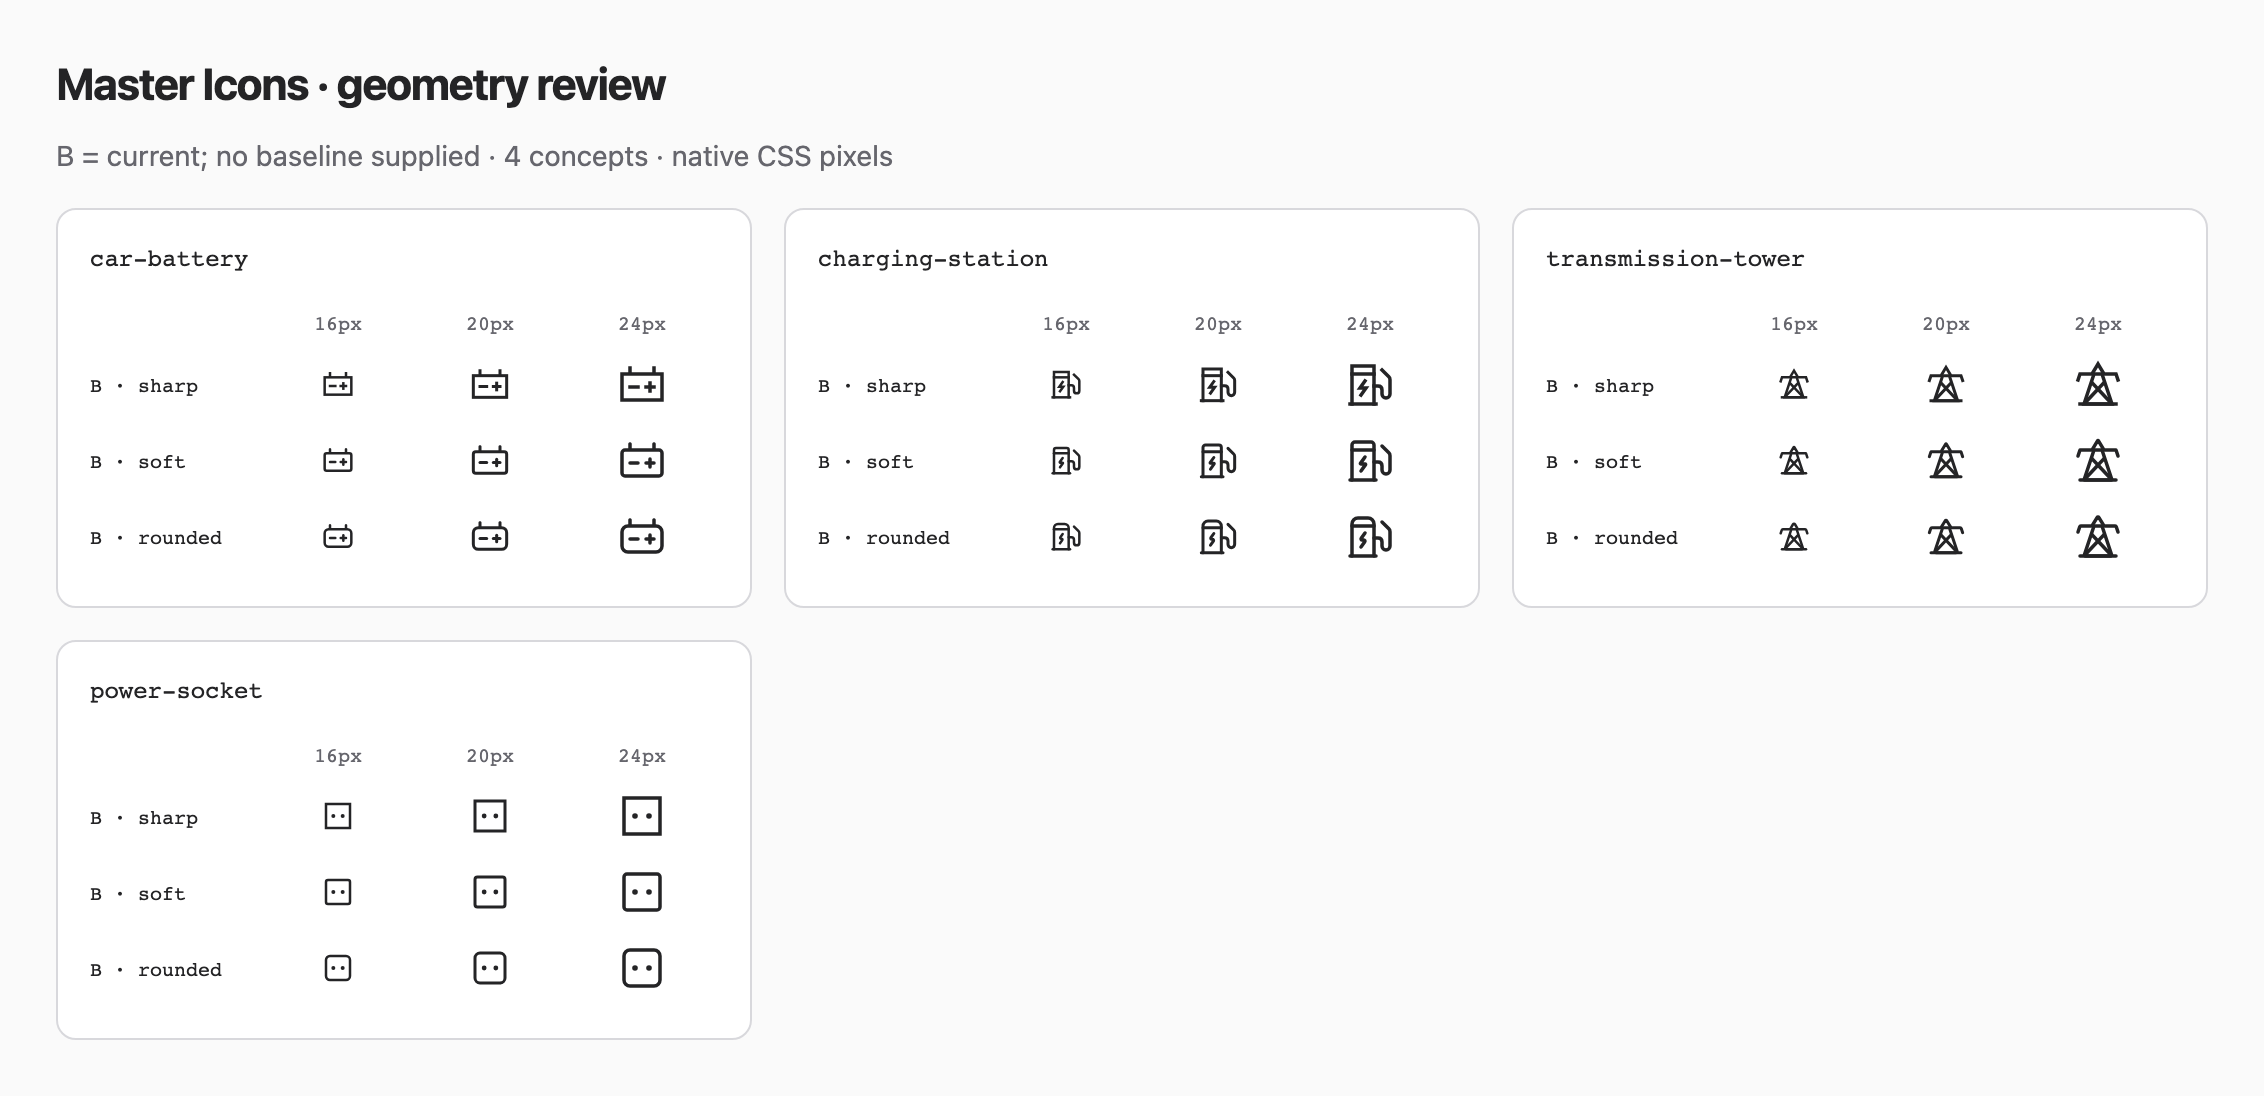 Master Icons · geometry review
B = current; no baseline supplied · 4 concepts · native CSS pixels
car-battery
16px 20px 24px
B · sharp
B · soft
B · rounded
charging-station
16px 20px 24px
B · sharp
B · soft
B · rounded
transmission-tower
16px 20px 24px
B · sharp
B · soft
B · rounded
power-socket
16px 20px 24px
B · sharp
B · soft
B · rounded